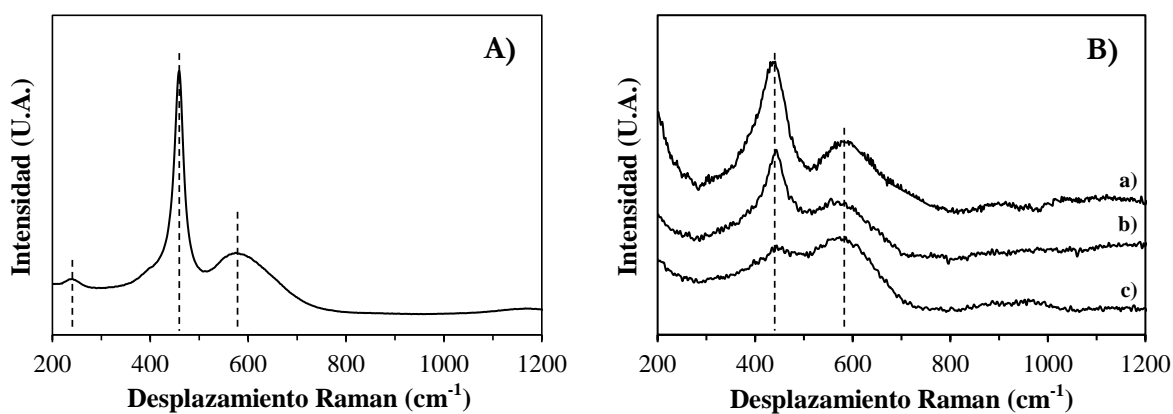 A)
Intensidad (U.A.)
200 400 600 800 1000 1200
Desplazamiento Raman (cm-1)
B)
Intensidad (U.A.)
a)
b)
c)
200 400 600 800 1000 1200
Desplazamiento Raman (cm-1)